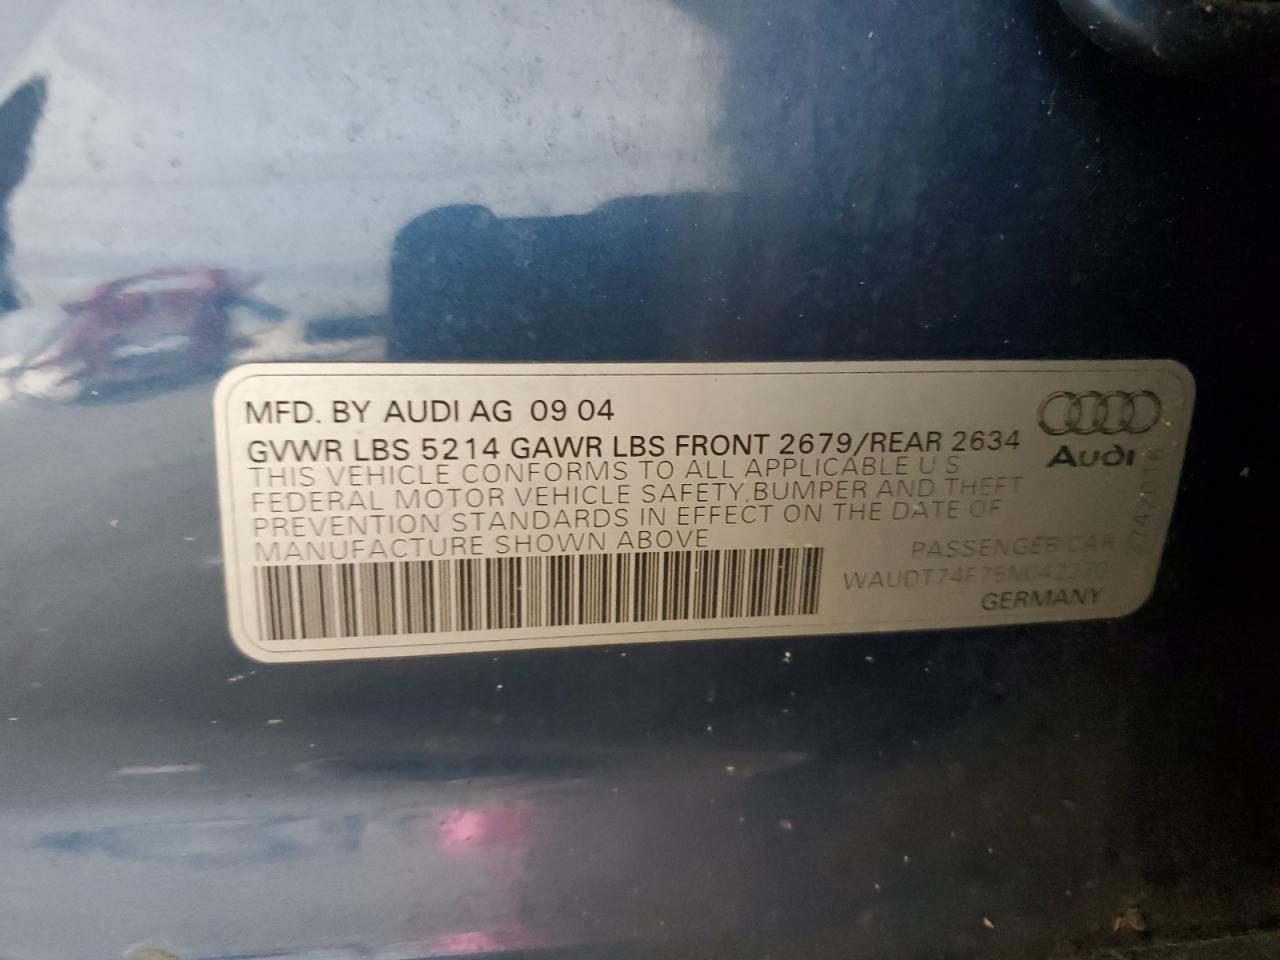 MFD. BY AUDI AG 09 04
GVWR LBS 5214 GAWR LBS FRONT 2679/REAR 2634
THIS VEHICLE CONFORMS TO ALL APPLICABLE U S
FEDERAL MOTOR VEHICLE SAFETY, BUMPER AND THEFT
PREVENTION STANDARDS IN EFFECT ON THE DATE OF
MANUFACTURE SHOWN ABOVE
Audi
PASSENGER CAR
WAUDT74F75N042270
GERMANY